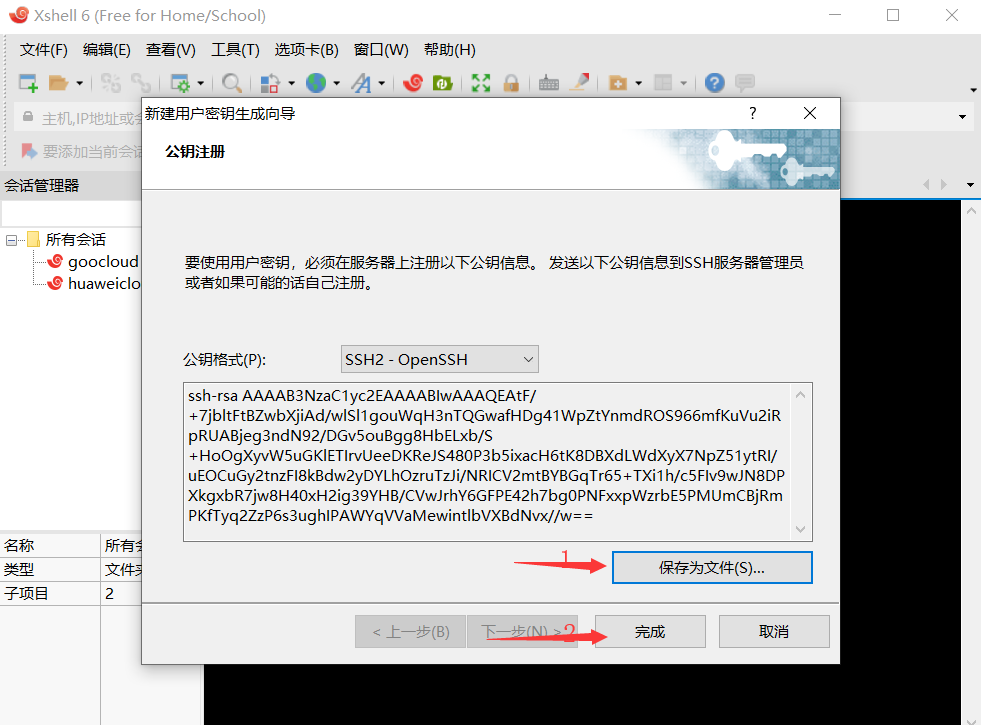 Xshell 6 (Free for Home/School)
文件(F) 编辑(E) 查看(V) 工具(T) 选项卡(B) 窗口(W) 帮助(H)
主机,IP地址或会
要添加当前会话
会话管理器
所有会话
goocloud
huaweiclo
名称 所有会
类型 文件夹
子项目 2
新建用户密钥生成向导
公钥注册
要使用用户密钥，必须在服务器上注册以下公钥信息。 发送以下公钥信息到SSH服务器管理员
或者如果可能的话自己注册。
公钥格式(P): SSH2 - OpenSSH
ssh-rsa AAAAB3NzaC1yc2EAAAABIwAAAQEAtF/
+7jbltFtBZwbXjiAd/wlSl1gouWqH3nTQGwafHDg41WpZtYnmdROS966mfKuVu2iR
pRUABjeg3ndN92/DGv5ouBgg8HbELxb/S
+HoOgXyvW5uGKlETIrvUeeDKReJS480P3b5ixacH6tK8DBXdLWdXyX7NpZ51ytRI/
uEOCuGy2tnzFI8kBdw2yDYLhOzruTzJi/NRICV2mtBYBGqTr65+TXi1h/c5FIv9wJN8DP
XkgxbR7jw8H40xH2ig39YHB/CVwJrhY6GFPE42h7bg0PNFxxpWzrbE5PMUmCBjRm
PKfTyq2ZzP6s3ughIPAWYqVVaMewintlbVXBdNvx//w==
1
保存为文件(S)...
< 上一步(B) 下一步(N) > 2 完成 取消